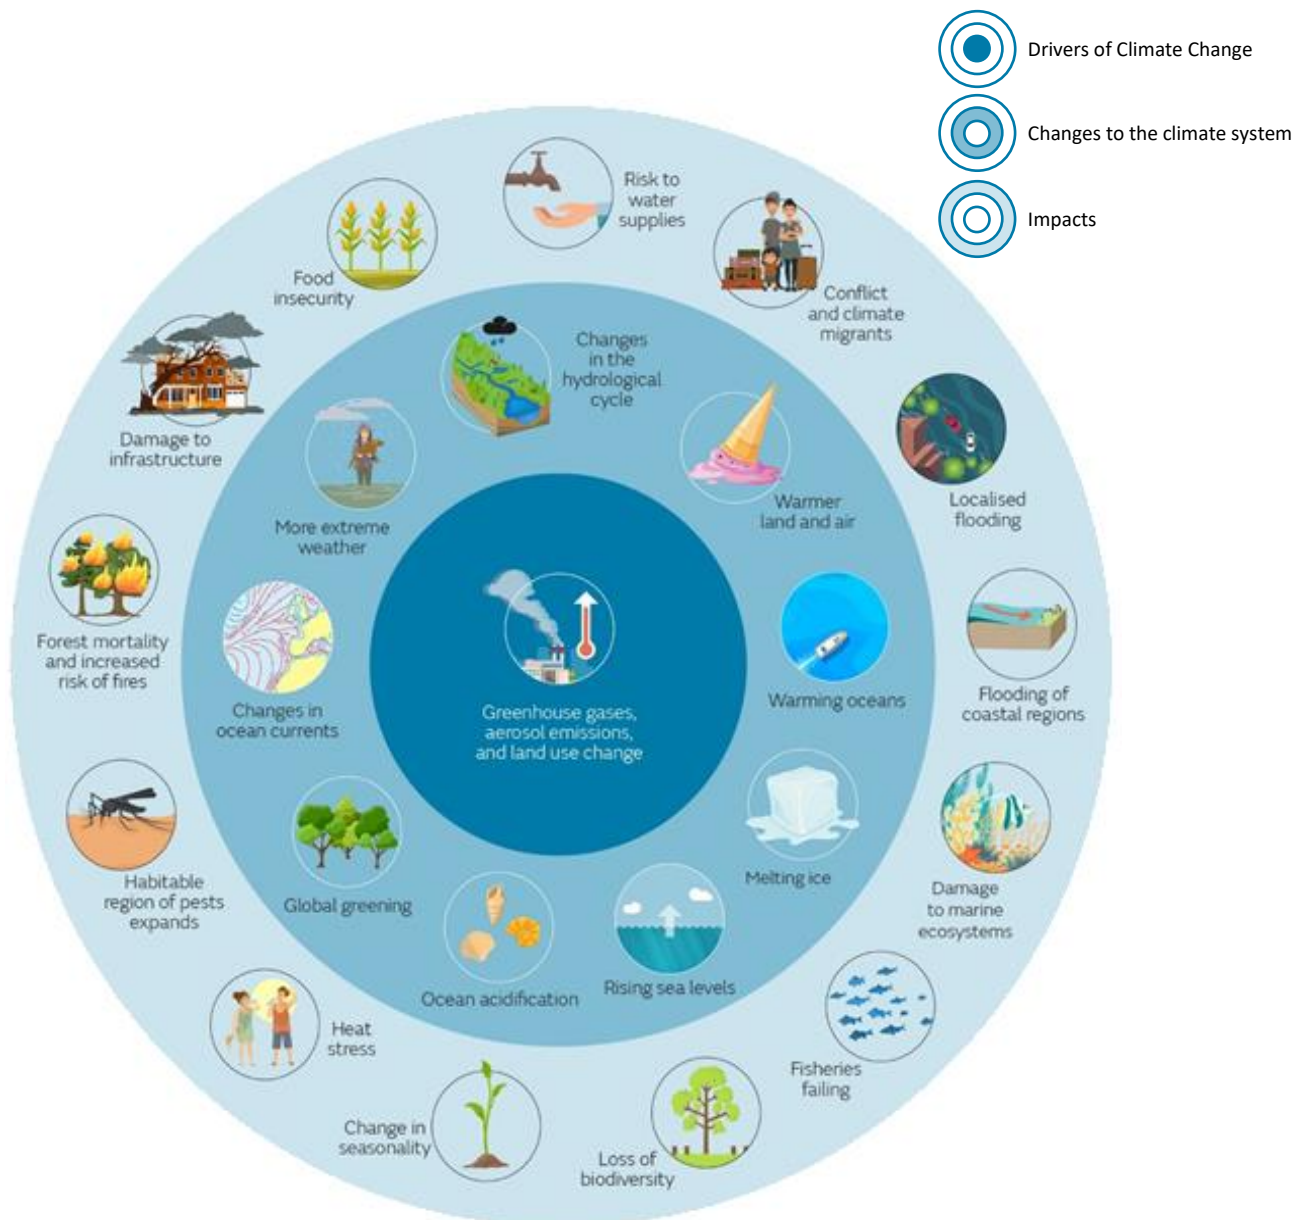 Drivers of Climate Change
Changes to the climate system
Impacts
Risk to
water
supplies
Conflict
and climate
migrants
Localised
flooding
Flooding of
coastal regions
Damage
to marine
ecosystems
Fisheries
failing
Loss of
biodiversity
Change in
seasonality
Heat
stress
Habitable
region of pests
expands
Forest mortality
and increased
risk of fires
Damage to
infrastructure
Food
insecurity
Changes
in the
hydrological
cycle
Warmer
land and air
Warming oceans
Melting ice
Rising sea levels
Ocean acidification
Global greening
Changes in
ocean currents
More extreme
weather
Greenhouse gases,
aerosol emissions,
and land use change